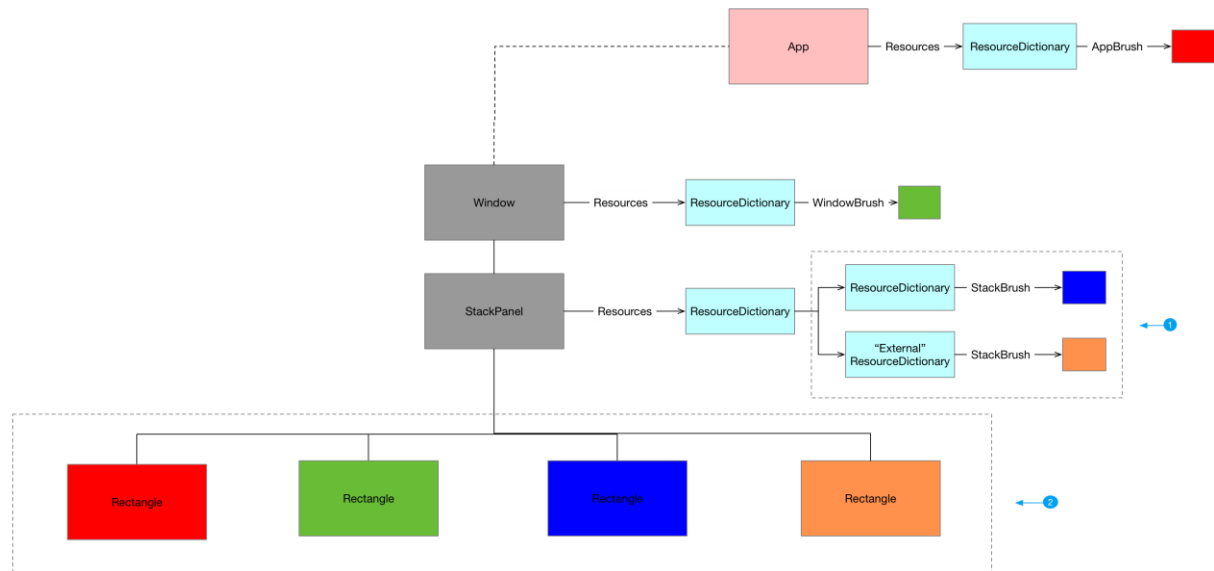 App
Resources
ResourceDictionary
AppBrush
Window
Resources
ResourceDictionary
WindowBrush
StackPanel
Resources
ResourceDictionary
ResourceDictionary
StackBrush
“External”
ResourceDictionary
StackBrush
1
Rectangle
Rectangle
Rectangle
Rectangle
2